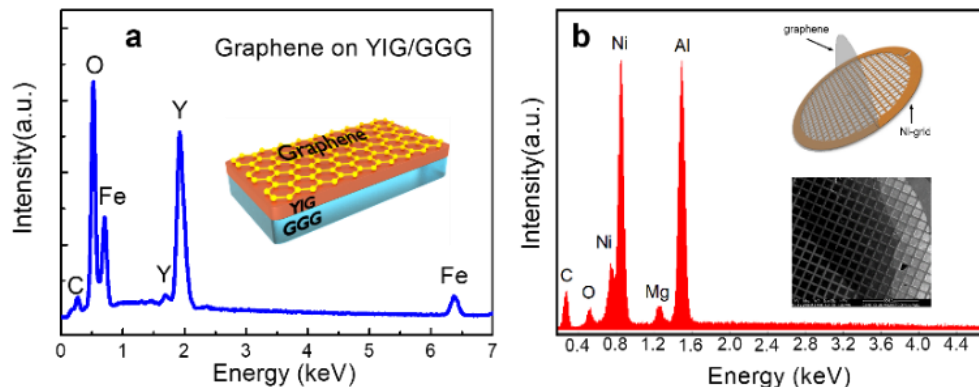 a
Graphene on YIG/GGG
O
Y
Fe
C
Y
Fe
Graphene
YIG
GGG
Intensity(a.u.)
0 1 2 3 4 5 6 7
Energy (keV)
b
Ni
Al
graphene
Ni-grid
Ni
C
O
Mg
Intensity(a.u.)
0.4 0.8 1.2 1.6 2.0 2.4 2.8 3.2 3.6 4.0 4.4
Energy (keV)